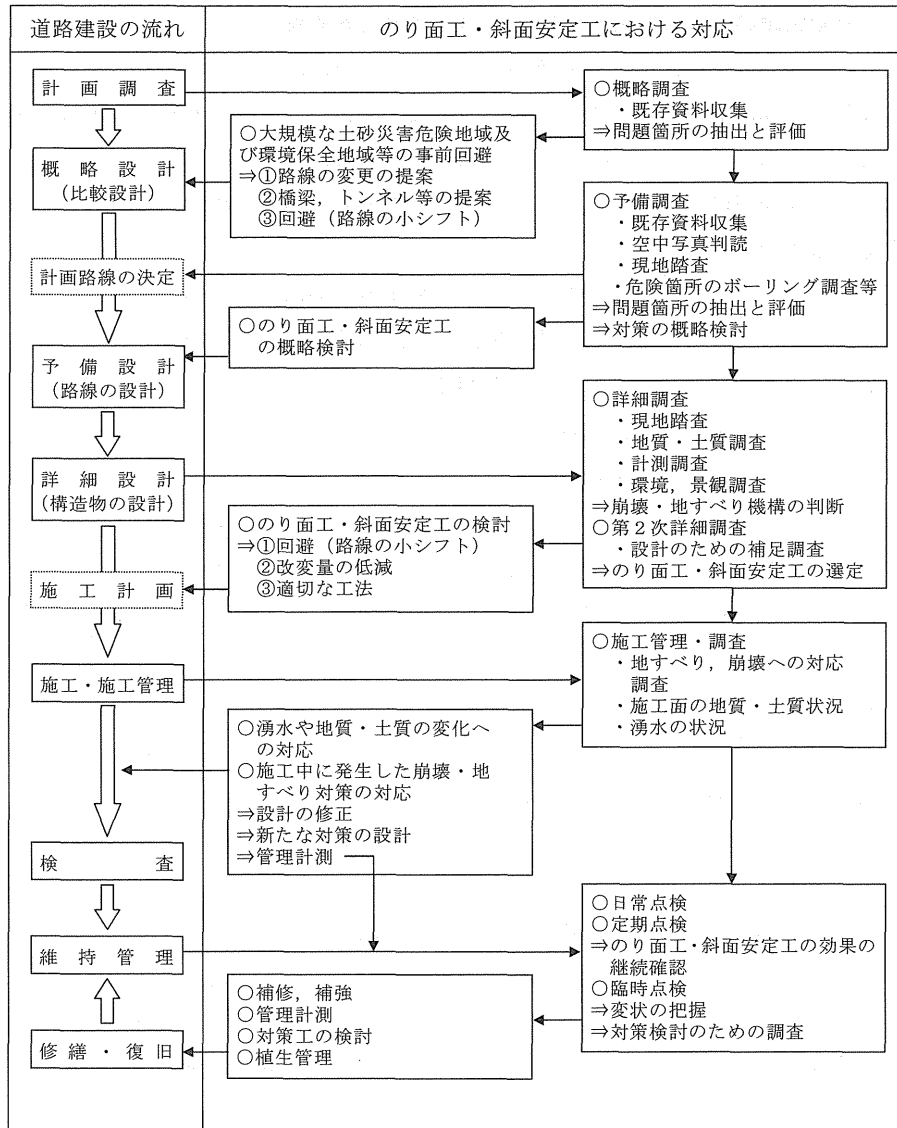 道路建設の流れ
のり面工・斜面安定工における対応
計画調査
○概略調査
・既存資料収集
⇒問題箇所の抽出と評価
○大規模な土砂災害危険地域及
び環境保全地域等の事前回避
⇒①路線の変更の提案
②橋梁，トンネル等の提案
③回避（路線の小シフト）
概略設計
(比較設計)
○予備調査
・既存資料収集
・空中写真判読
・現地踏査
・危険箇所のボーリング調査等
⇒問題箇所の抽出と評価
⇒対策の概略検討
計画路線の決定
○のり面工・斜面安定工
の概略検討
予備設計
(路線の設計)
○詳細調査
・現地踏査
・地質・土質調査
・計測調査
・環境，景観調査
⇒崩壊・地すべり機構の判断
○第２次詳細調査
・設計のための補足調査
⇒のり面工・斜面安定工の選定
詳細設計
(構造物の設計)
○のり面工・斜面安定工の検討
⇒①回避（路線の小シフト）
②改変量の低減
③適切な工法
施工計画
○施工管理・調査
・地すべり，崩壊への対応
調査
・施工面の地質・土質状況
・湧水の状況
施工・施工管理
○湧水や地質・土質の変化へ
の対応
○施工中に発生した崩壊・地
すべり対策の対応
⇒設計の修正
⇒新たな対策の設計
⇒管理計測
検査
○日常点検
○定期点検
⇒のり面工・斜面安定工の効果の
継続確認
○臨時点検
⇒変状の把握
⇒対策検討のための調査
維持管理
○補修，補強
○管理計測
○対策工の検討
○植生管理
修繕・復旧